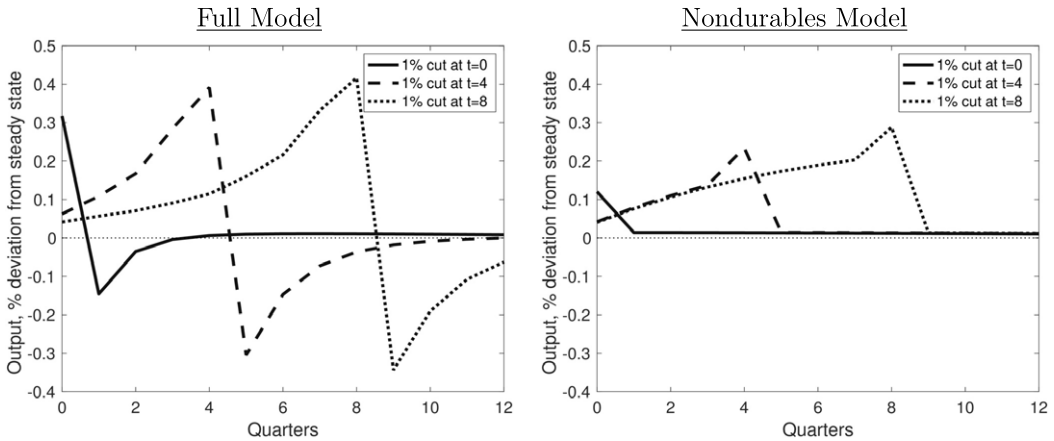 Full Model
0.5
0.4
0.3
0.2
0.1
0
-0.1
-0.2
-0.3
-0.4
Output, % deviation from steady state
1% cut at t=0
1% cut at t=4
1% cut at t=8
0 2 4 6 8 10 12
Quarters
Nondurables Model
0.5
0.4
0.3
0.2
0.1
0
-0.1
-0.2
-0.3
-0.4
Output, % deviation from steady state
1% cut at t=0
1% cut at t=4
1% cut at t=8
0 2 4 6 8 10 12
Quarters